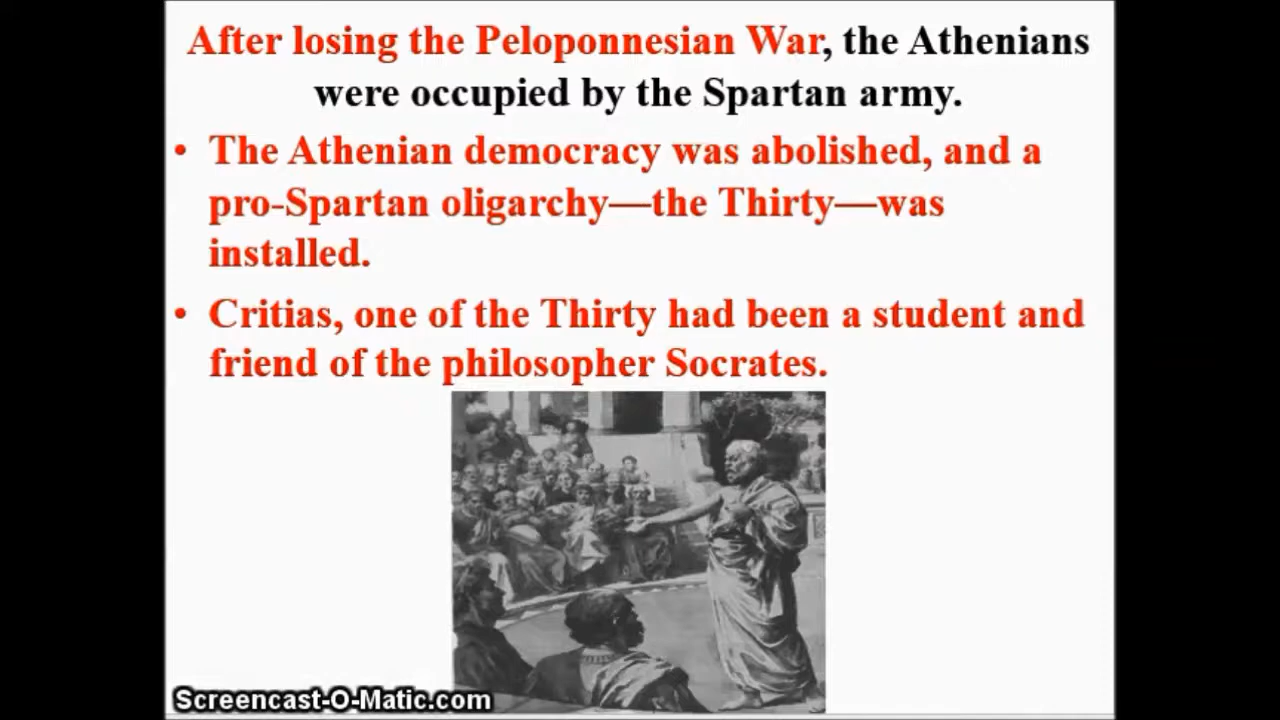 After losing the Peloponnesian War, the Athenians
were occupied by the Spartan army.
• The Athenian democracy was abolished, and a
pro-Spartan oligarchy—the Thirty—was
installed.
• Critias, one of the Thirty had been a student and
friend of the philosopher Socrates.
Screencast-O-Matic.com